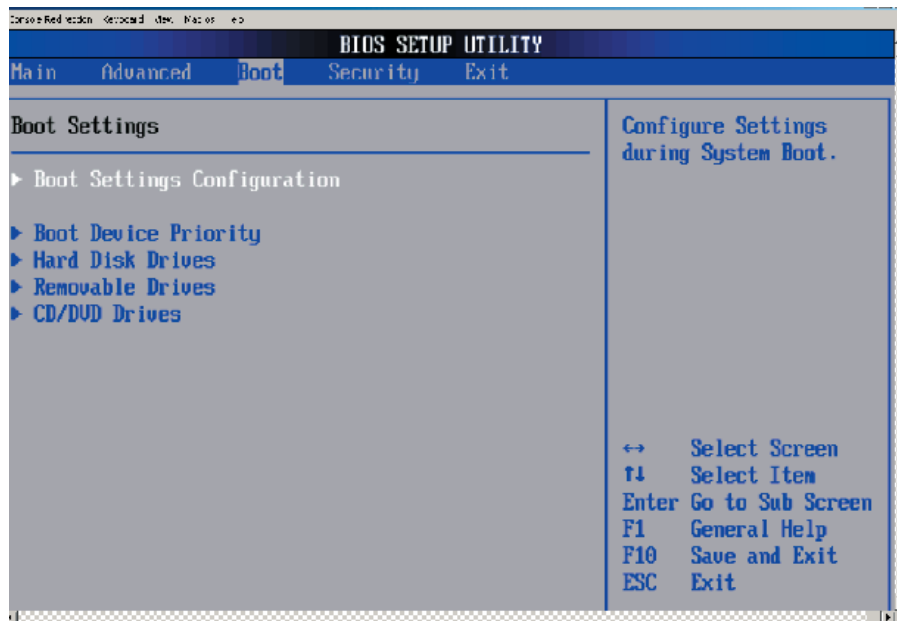 BIOS SETUP UTILITY
Main Advanced Boot Security Exit
Boot Settings
▶ Boot Settings Configuration
▶ Boot Device Priority
▶ Hard Disk Drives
▶ Removable Drives
▶ CD/DVD Drives
Configure Settings
during System Boot.
↔ Select Screen
↑↓ Select Item
Enter Go to Sub Screen
F1 General Help
F10 Save and Exit
ESC Exit